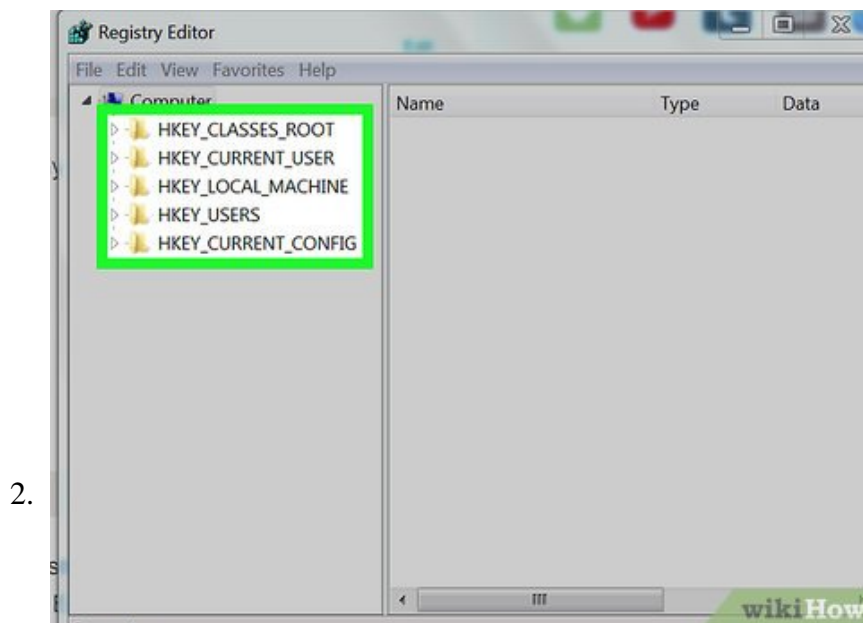 Registry Editor
File Edit View Favorites Help
Computer
Name Type Data
HKEY_CLASSES_ROOT
HKEY_CURRENT_USER
HKEY_LOCAL_MACHINE
HKEY_USERS
HKEY_CURRENT_CONFIG
2.
wikiHow